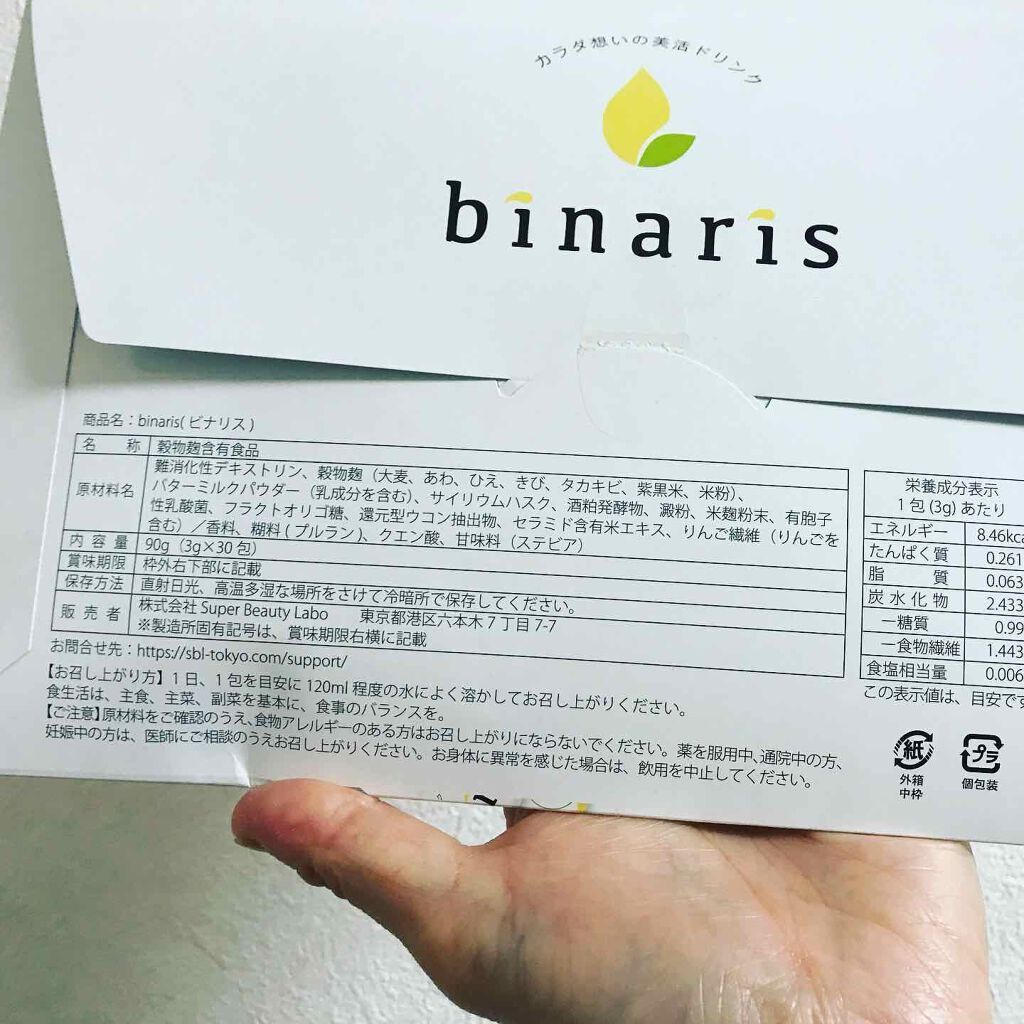 カラダ想いの美活ドリンク
binaris
商品名：binaris(ビナリス)
名 称 穀物麹含有食品
原材料名 難消化性デキストリン、穀物麹（大麦、あわ、ひえ、きび、タカキビ、紫黒米、米粉）、
バターミルクパウダー（乳成分を含む）、サイリウムハスク、酒粕発酵物、澱粉、米麹粉末、有胞子
性乳酸菌、フラクトオリゴ糖、還元型ウコン抽出物、セラミド含有米エキス、りんご繊維（りんごを
含む）／香料、糊料(プルラン)、クエン酸、甘味料（ステビア）
内容量 90g（3g×30包）
賞味期限 枠外右下部に記載
保存方法 直射日光、高温多湿な場所をさけて冷暗所で保存してください。
販売者 株式会社 Super Beauty Labo 東京都港区六本木7丁目7-7
※製造所固有記号は、賞味期限右横に記載
お問合せ先：https://sbl-tokyo.com/support/
【お召し上がり方】1日、1包を目安に120ml程度の水によく溶かしてお召し上がりください。
食生活は、主食、主菜、副菜を基本に、食事のバランスを。
【ご注意】原材料をご確認のうえ、食物アレルギーのある方はお召し上がりにならないでください。薬を服用中、通院中の方、
妊娠中の方は、医師にご相談のうえお召し上がりください。お身体に異常を感じた場合は、飲用を中止してください。
栄養成分表示
1包(3g)あたり
エネルギー 8.46kca
たんぱく質 0.261
脂 質 0.063
炭水化物 2.433
ー糖質 0.99
ー食物繊維 1.443
食塩相当量 0.006
この表示値は、目安です
紙
外箱
中枠
プラ
個包装